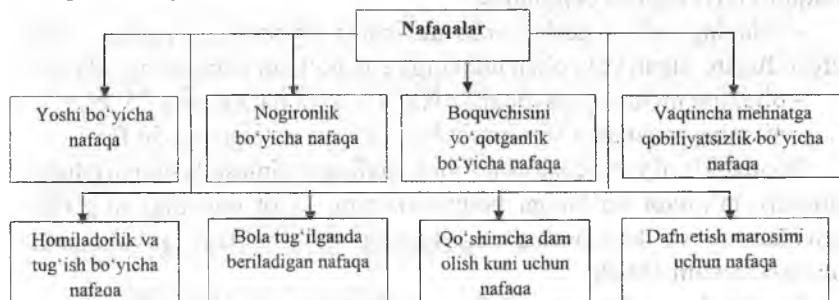 Nafaqalar
Yoshi bo‘yicha
nafaqa
Nogironlik
bo‘yicha nafaqa
Boquvchisini
yo‘qotganlik
bo‘yicha nafaqa
Vaqtincha mehnatga
qobiliyatsizlik bo‘yicha
nafaqa
Homiladorlik va
tug‘ish bo‘yicha
nafaqa
Bola tug‘ilganda
beriladigan nafaqa
Qo‘shimcha dam
olish kuni uchun
nafaqa
Dafn etish marosimi
uchun nafaqa